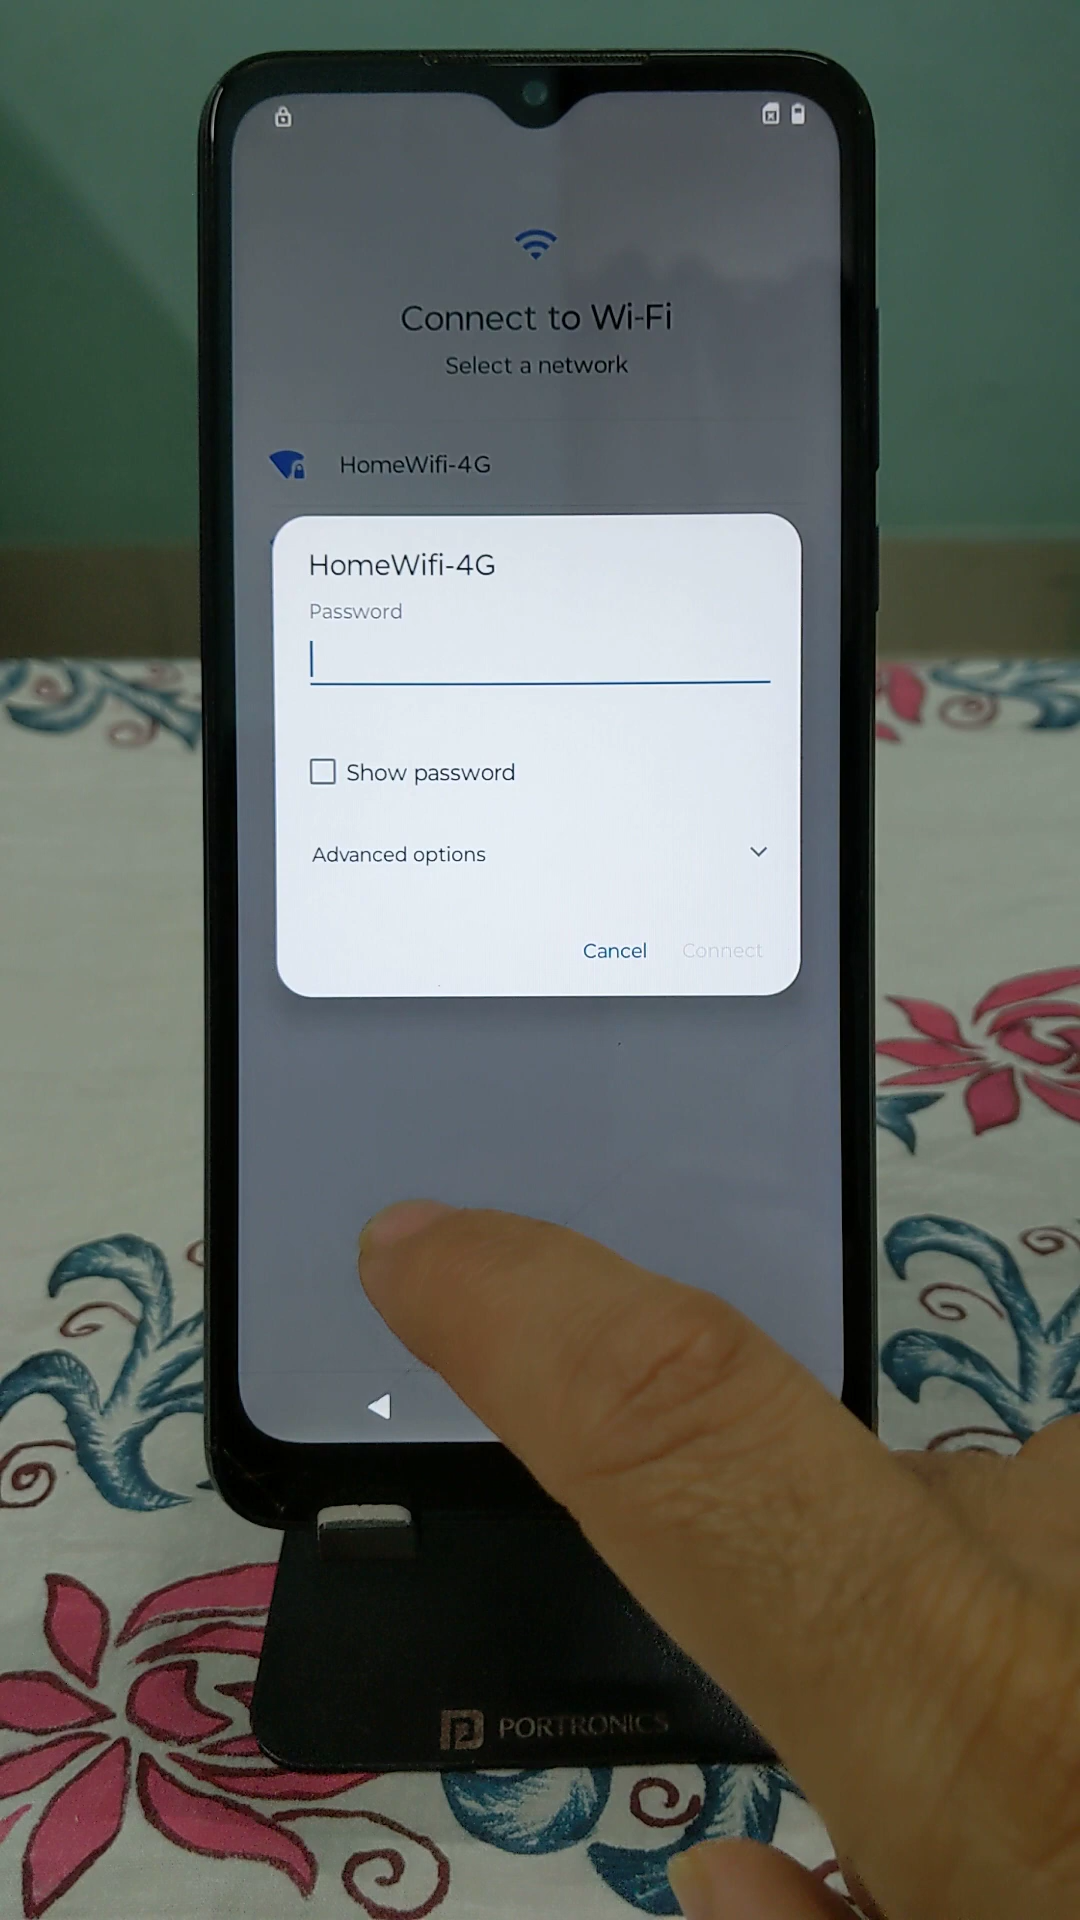 Connect to Wi-Fi
Select a network
HomeWifi-4G
HomeWifi-4G
Password
Show password
Advanced options
Cancel Connect
PORTRONICS